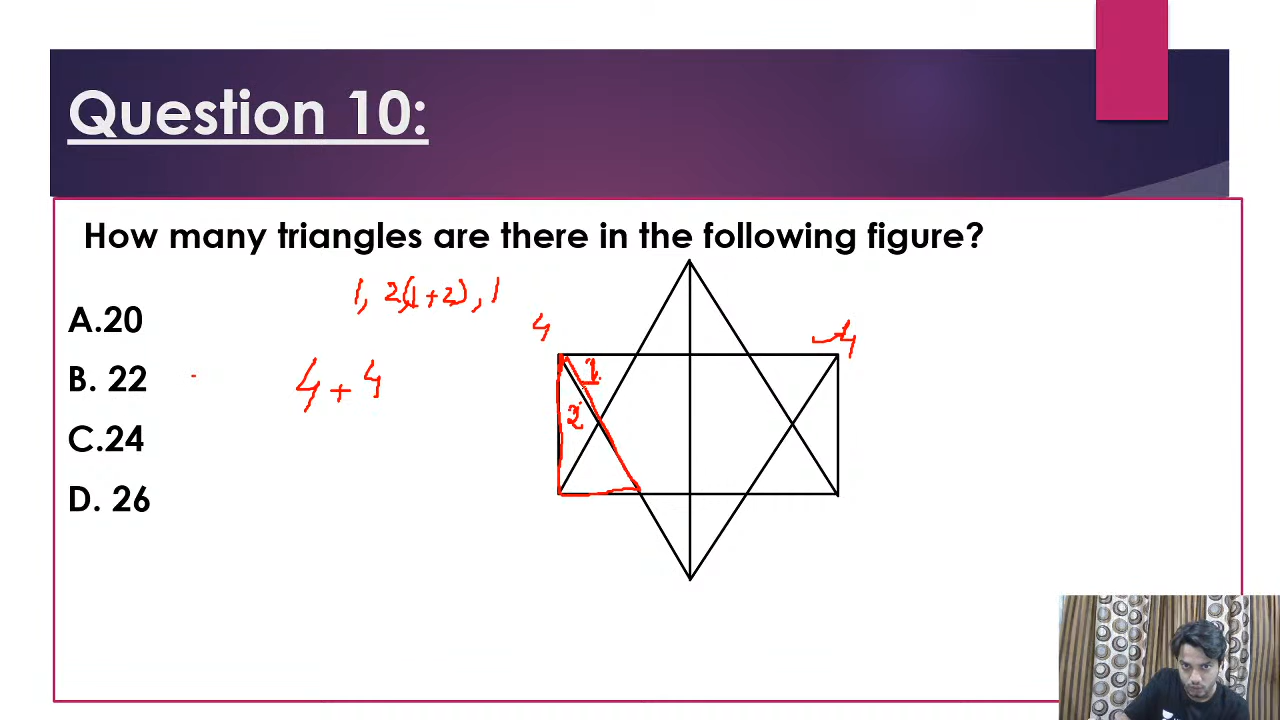 Question 10:
How many triangles are there in the following figure?
1, 2(1+2), 1
A.20
4
4
B. 22
4 + 4
1
2
C.24
D. 26